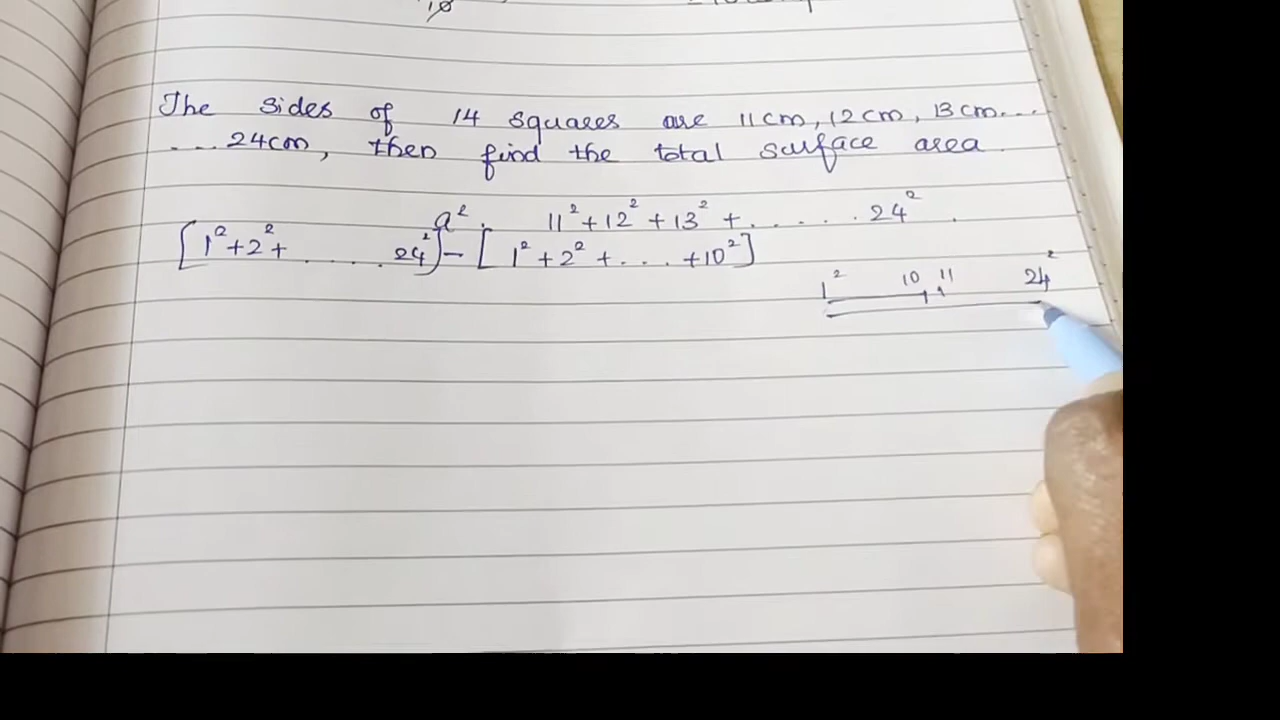 The sides of 14 squares are 11cm, 12cm, 13cm...
...24cm, then find the total surface area
a². 11² + 12² + 13² + ...... 24².
[1² + 2² + ..... 24²] - [1² + 2² + ... + 10²]
1² 10 11 24²